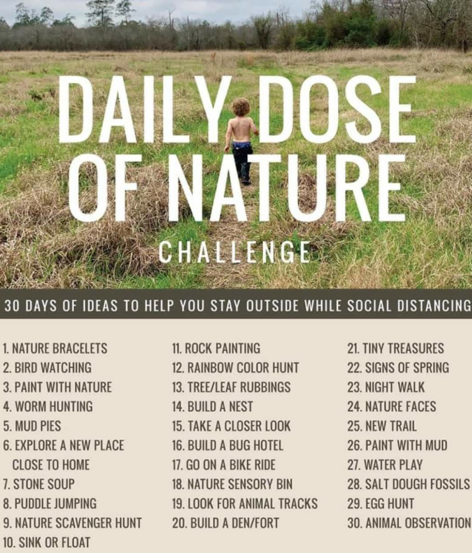 DAILY DOSE
OF NATURE
CHALLENGE
30 DAYS OF IDEAS TO HELP YOU STAY OUTSIDE WHILE SOCIAL DISTANCING
1. NATURE BRACELETS
2. BIRD WATCHING
3. PAINT WITH NATURE
4. WORM HUNTING
5. MUD PIES
6. EXPLORE A NEW PLACE
CLOSE TO HOME
7. STONE SOUP
8. PUDDLE JUMPING
9. NATURE SCAVENGER HUNT
10. SINK OR FLOAT
11. ROCK PAINTING
12. RAINBOW COLOR HUNT
13. TREE/LEAF RUBBINGS
14. BUILD A NEST
15. TAKE A CLOSER LOOK
16. BUILD A BUG HOTEL
17. GO ON A BIKE RIDE
18. NATURE SENSORY BIN
19. LOOK FOR ANIMAL TRACKS
20. BUILD A DEN/FORT
21. TINY TREASURES
22. SIGNS OF SPRING
23. NIGHT WALK
24. NATURE FACES
25. NEW TRAIL
26. PAINT WITH MUD
27. WATER PLAY
28. SALT DOUGH FOSSILS
29. EGG HUNT
30. ANIMAL OBSERVATION